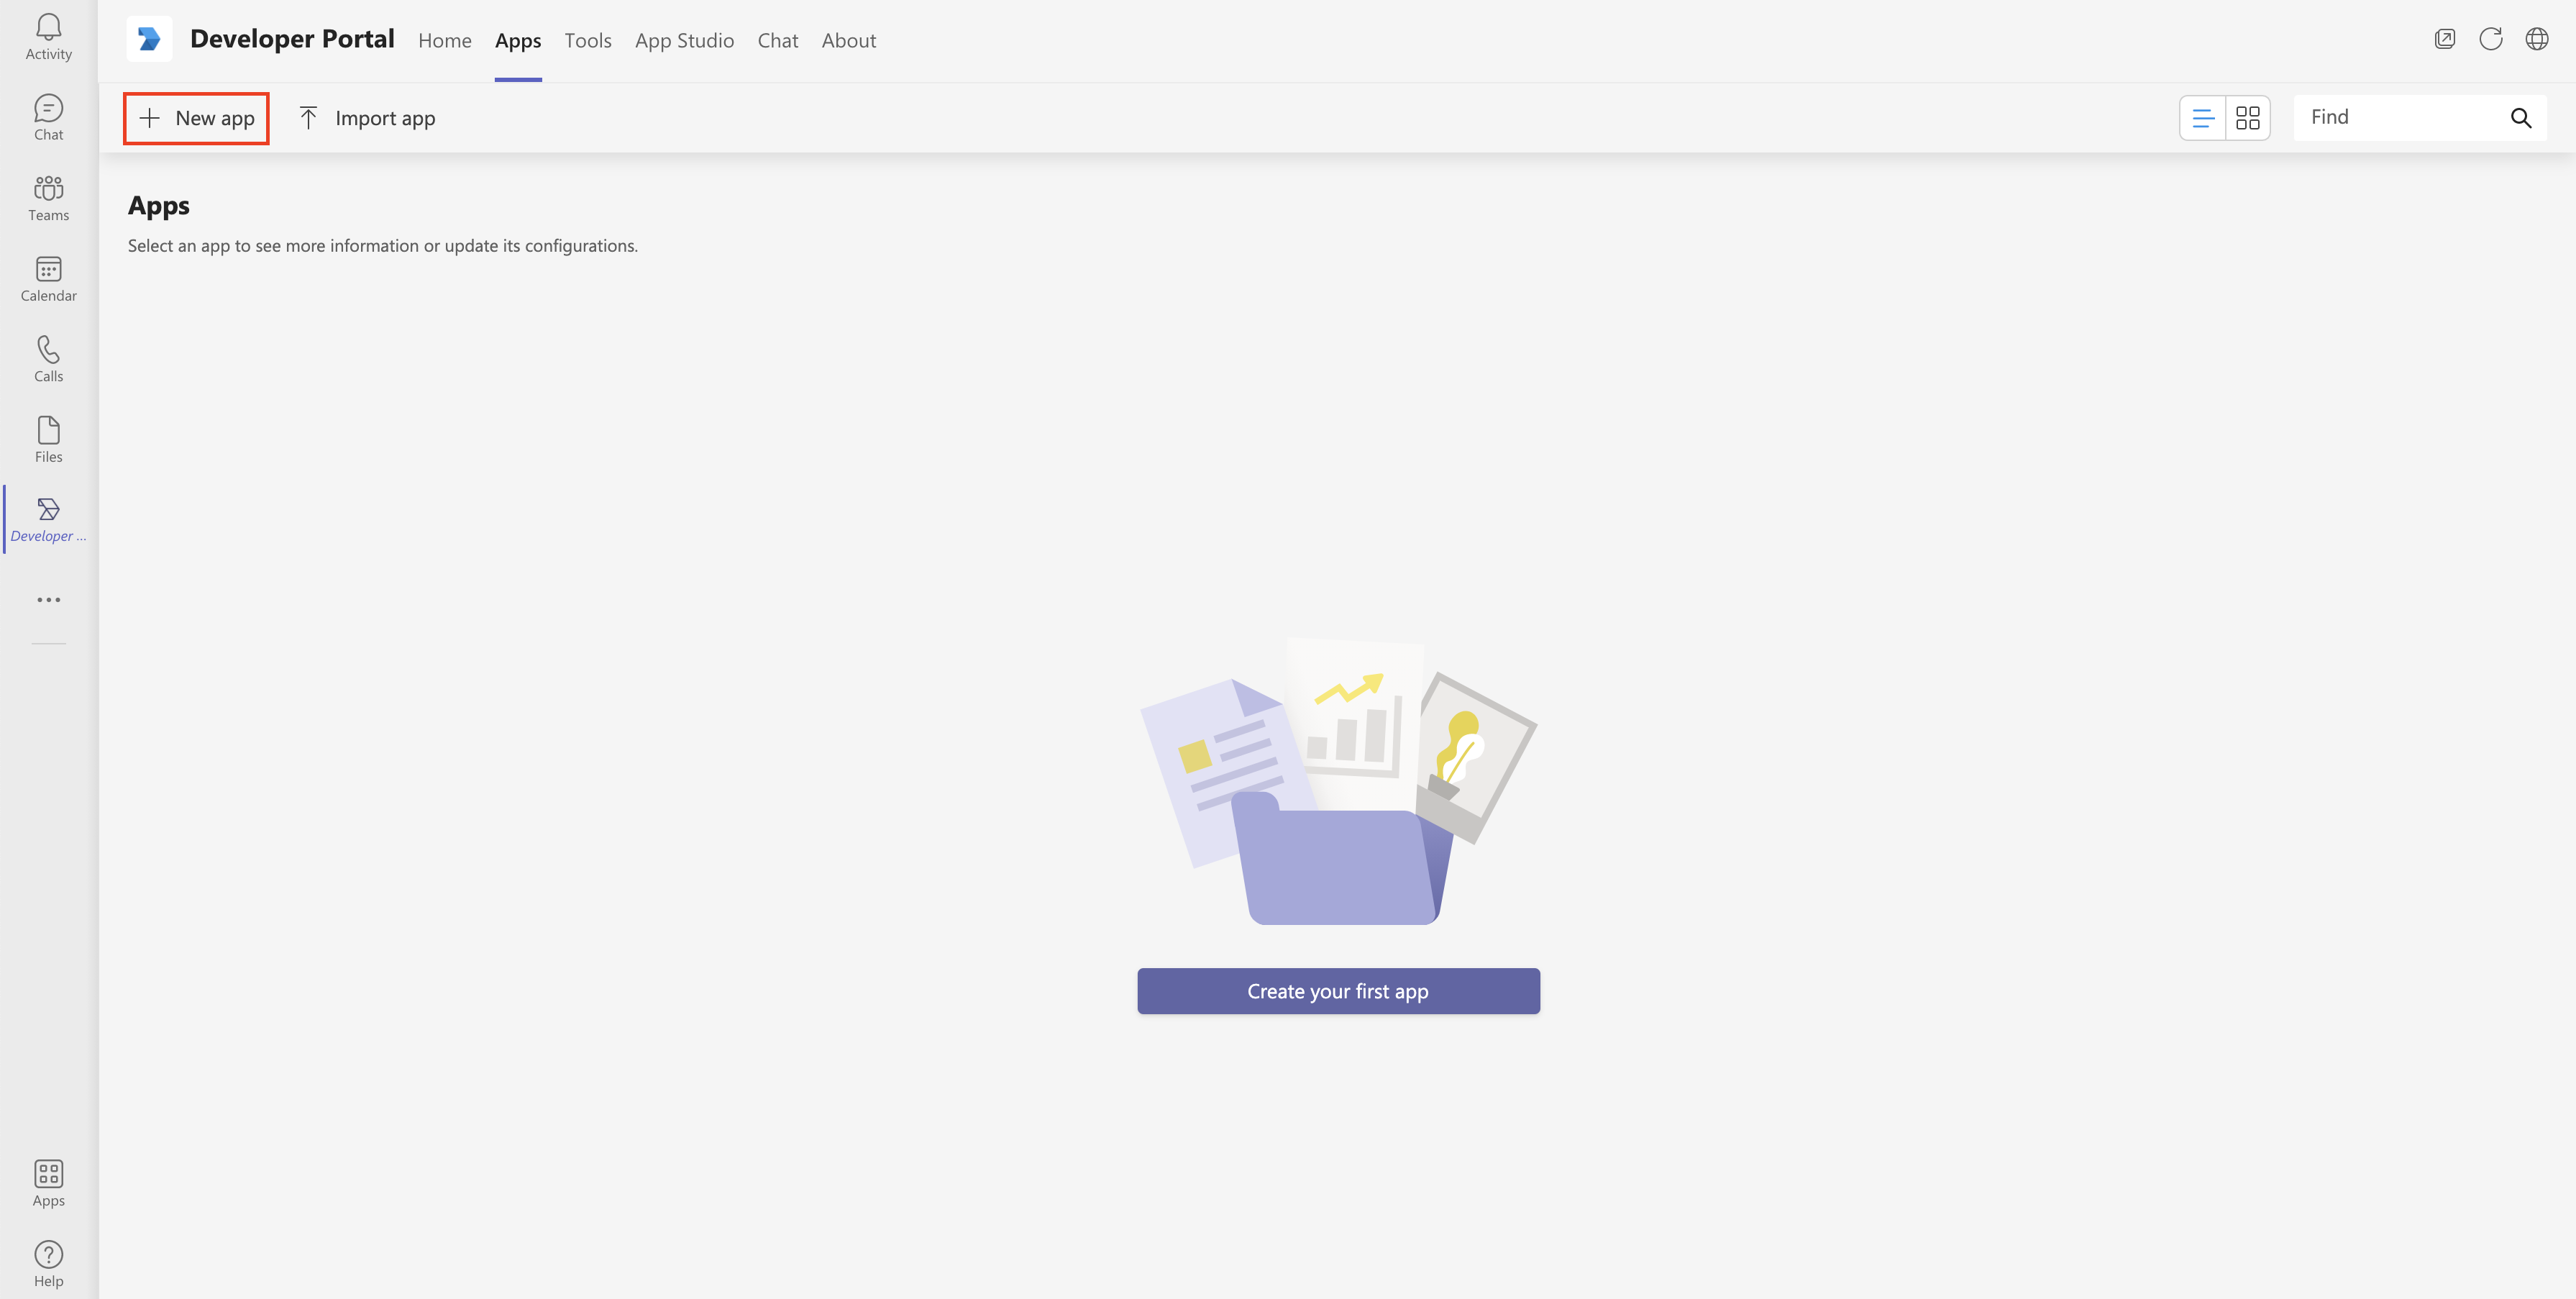 Activity
Chat
Teams
Calendar
Calls
Files
Developer ...
Apps
Help
Developer Portal Home Apps Tools App Studio Chat About
New app Import app Find
Apps
Select an app to see more information or update its configurations.
Create your first app